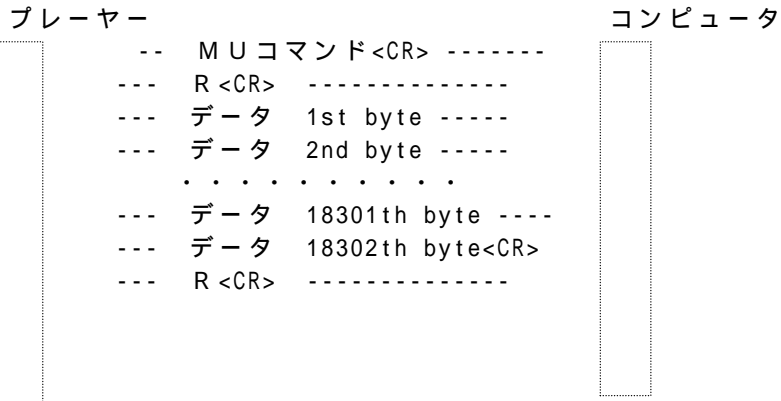 プレーヤー コンピュータ
-- ＭＵコマンド<CR> -------
--- Ｒ<CR> --------------
--- データ 1st byte -----
--- データ 2nd byte -----
・・・・・・・・・・
--- データ 18301th byte ----
--- データ 18302th byte<CR>
--- Ｒ<CR> --------------